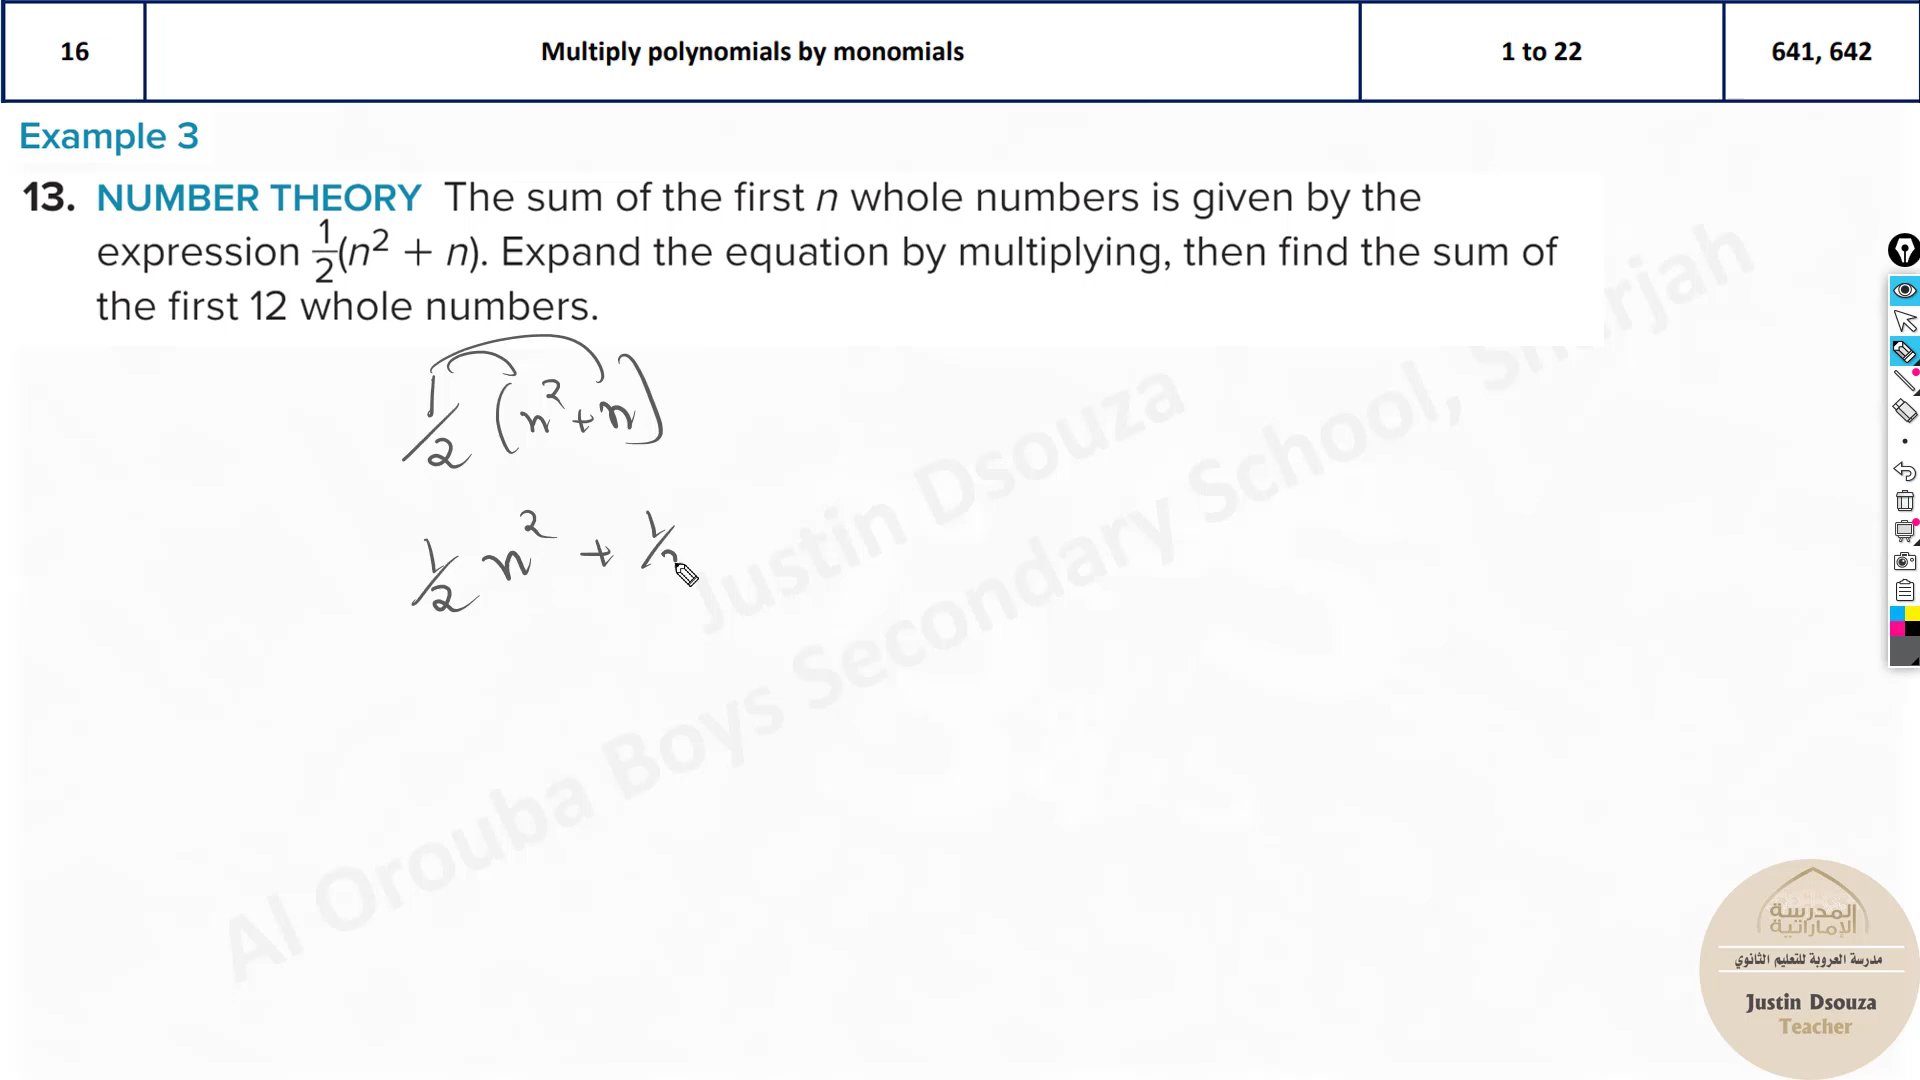 16 Multiply polynomials by monomials 1 to 22 641, 642
Example 3
13. NUMBER THEORY The sum of the first n whole numbers is given by the
expression 1/2(n² + n). Expand the equation by multiplying, then find the sum of
the first 12 whole numbers.
1/2 (n² + n)
1/2 n² + 1/2
Justin Dsouza
Al Orouba Boys Secondary School, Sharjah
المدرسة
الإماراتية
مدرسة العروبة للتعليم الثانوي
Justin Dsouza
Teacher